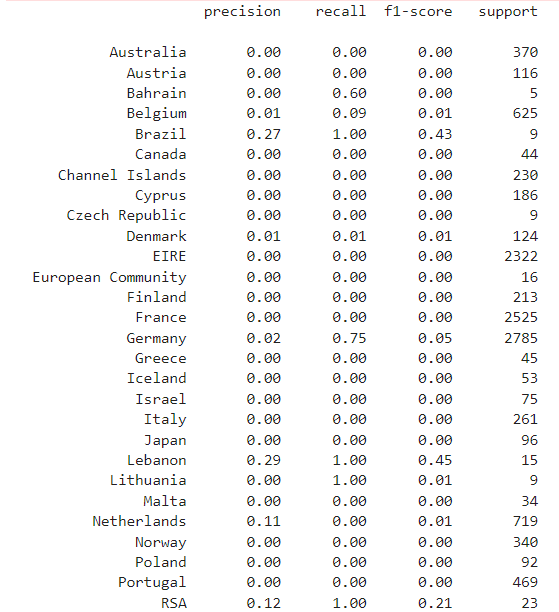 precision recall f1-score support
Australia 0.00 0.00 0.00 370
Austria 0.00 0.00 0.00 116
Bahrain 0.00 0.60 0.00 5
Belgium 0.01 0.09 0.01 625
Brazil 0.27 1.00 0.43 9
Canada 0.00 0.00 0.00 44
Channel Islands 0.00 0.00 0.00 230
Cyprus 0.00 0.00 0.00 186
Czech Republic 0.00 0.00 0.00 9
Denmark 0.01 0.01 0.01 124
EIRE 0.00 0.00 0.00 2322
European Community 0.00 0.00 0.00 16
Finland 0.00 0.00 0.00 213
France 0.00 0.00 0.00 2525
Germany 0.02 0.75 0.05 2785
Greece 0.00 0.00 0.00 45
Iceland 0.00 0.00 0.00 53
Israel 0.00 0.00 0.00 75
Italy 0.00 0.00 0.00 261
Japan 0.00 0.00 0.00 96
Lebanon 0.29 1.00 0.45 15
Lithuania 0.00 1.00 0.01 9
Malta 0.00 0.00 0.00 34
Netherlands 0.11 0.00 0.01 719
Norway 0.00 0.00 0.00 340
Poland 0.00 0.00 0.00 92
Portugal 0.00 0.00 0.00 469
RSA 0.12 1.00 0.21 23